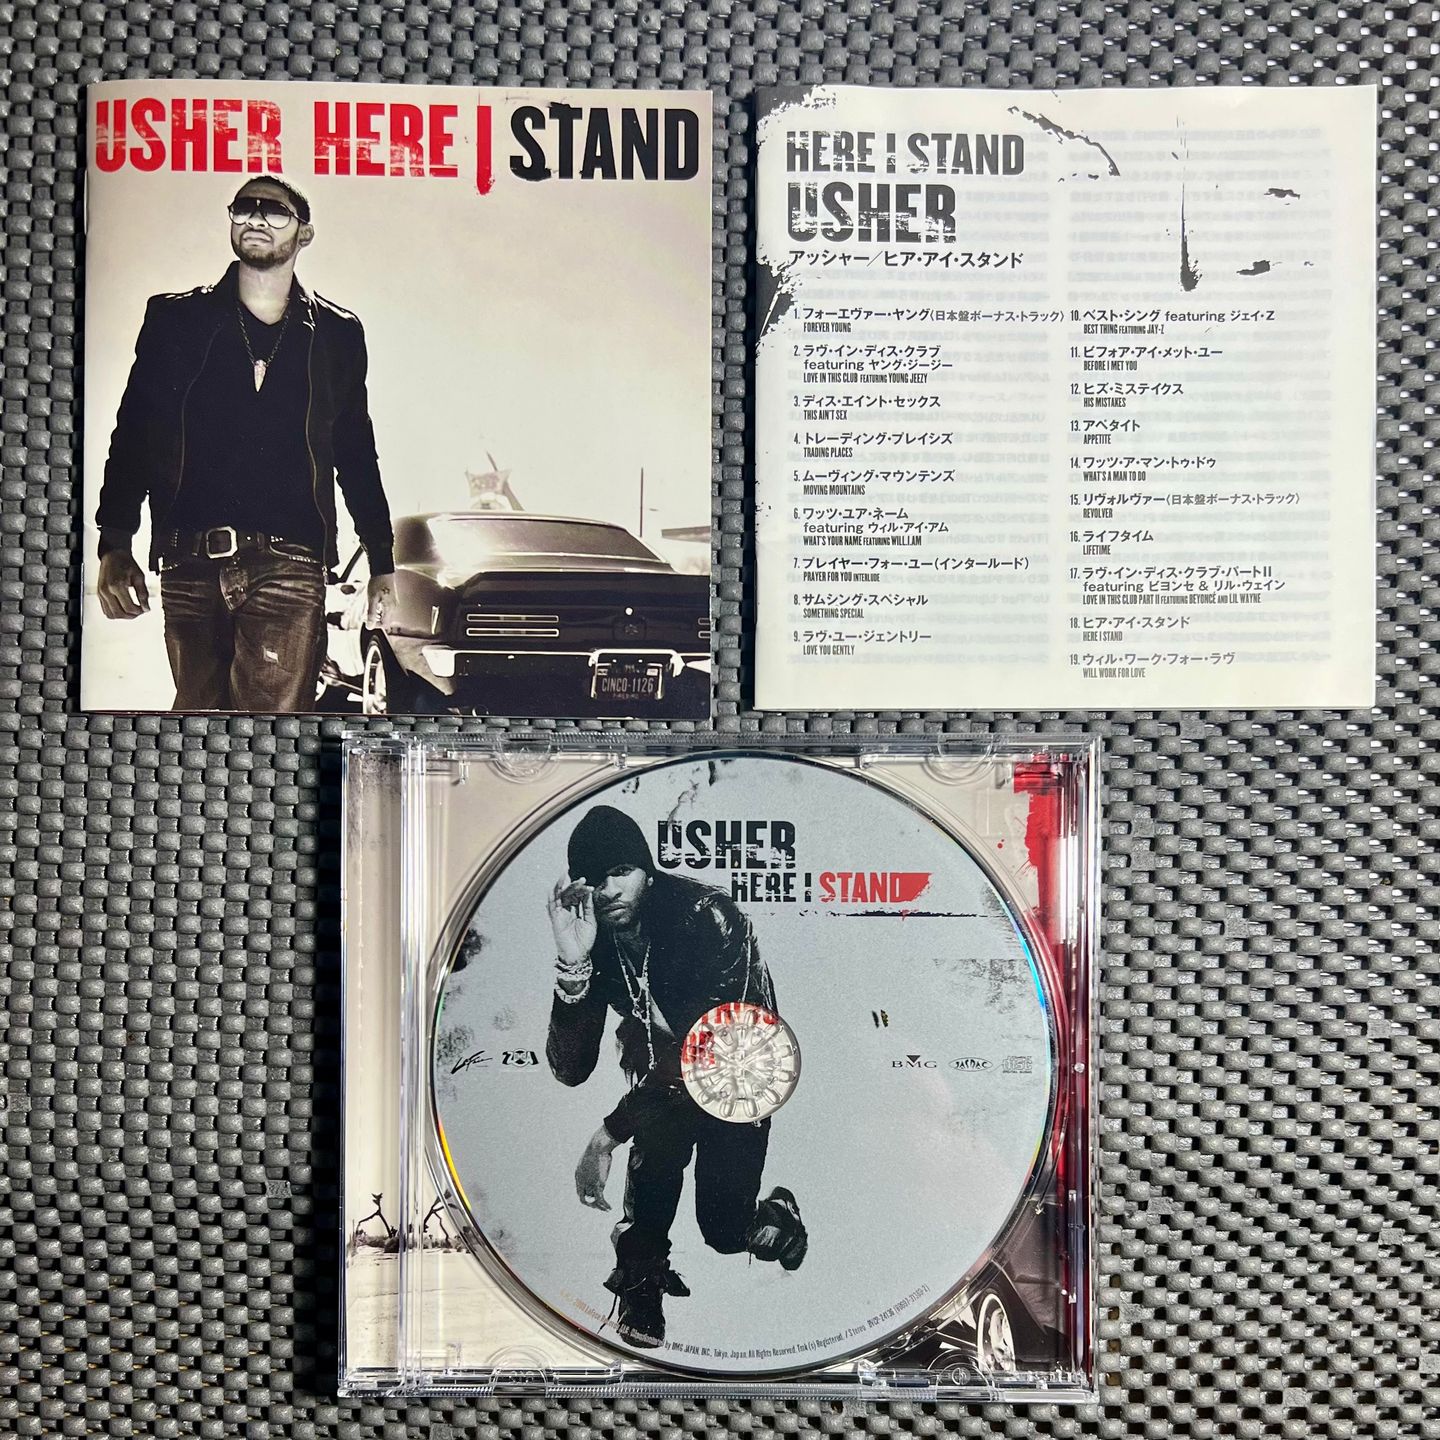 USHER HERE I STAND
CINCO-1126
HERE I STAND
USHER
アッシャー／ヒア・アイ・スタンド
1. フォーエヴァー・ヤング〈日本盤ボーナス・トラック〉
FOREVER YOUNG
2. ラヴ・イン・ディス・クラブ
featuring ヤング・ジージー
LOVE IN THIS CLUB FEATURING YOUNG JEEZY
3. ディス・エイント・セックス
THIS AIN'T SEX
4. トレーディング・プレイシズ
TRADING PLACES
5. ムーヴィング・マウンテンズ
MOVING MOUNTAINS
6. ワッツ・ユア・ネーム
featuring ウィル・アイ・アム
WHAT'S YOUR NAME FEATURING WILL.I.AM
7. プレイヤー・フォー・ユー（インタールード）
PRAYER FOR YOU INTERLUDE
8. サムシング・スペシャル
SOMETHING SPECIAL
9. ラヴ・ユー・ジェントリー
LOVE YOU GENTLY
10. ベスト・シング featuring ジェイ・Z
BEST THING FEATURING JAY-Z
11. ビフォア・アイ・メット・ユー
BEFORE I MET YOU
12. ヒズ・ミステイクス
HIS MISTAKES
13. アペタイト
APPETITE
14. ワッツ・ア・マン・トゥ・ドゥ
WHAT'S A MAN TO DO
15. リヴォルヴァー〈日本盤ボーナス・トラック〉
REVOLVER
16. ライフタイム
LIFETIME
17. ラヴ・イン・ディス・クラブ・パートII
featuring ビヨンセ & リル・ウェイン
LOVE IN THIS CLUB PART II FEATURING BEYONCÉ AND LIL WAYNE
18. ヒア・アイ・スタンド
HERE I STAND
19. ウィル・ワーク・フォー・ラヴ
WILL WORK FOR LOVE
USHER
HERE I STAND
BMG JASRAC
DIGITAL AUDIO
BMG JAPAN, INC., Tokyo, Japan. All Rights Reserved.